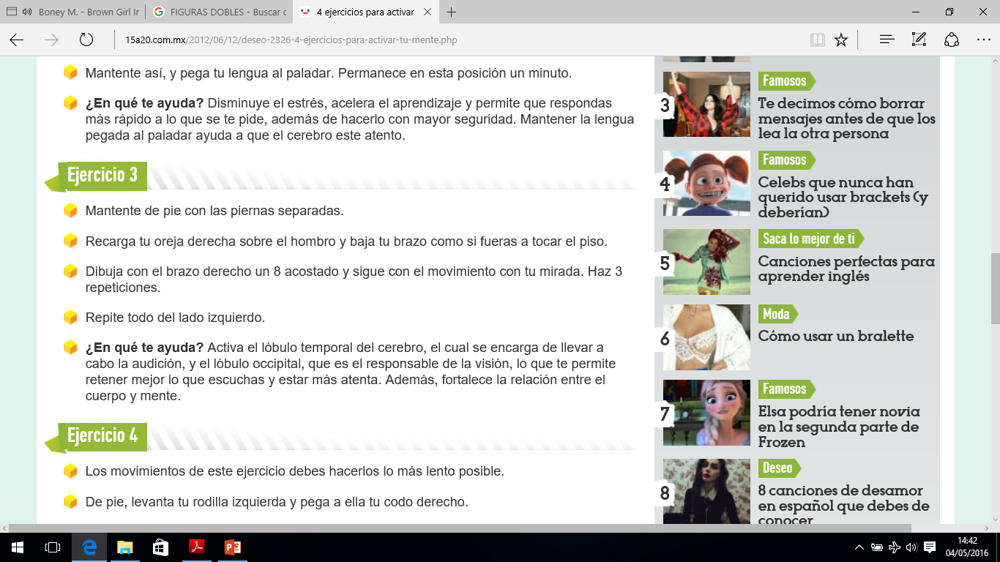 Boney M. - Brown Girl Ir
FIGURAS DOBLES - Buscar c
4 ejercicios para activar
15a20.com.mx/2012/06/12/deseo-2326-4-ejercicios-para-activar-tu-mente.php
Mantente así, y pega tu lengua al paladar. Permanece en esta posición un minuto.
¿En qué te ayuda? Disminuye el estrés, acelera el aprendizaje y permite que respondas
más rápido a lo que se te pide, además de hacerlo con mayor seguridad. Mantener la lengua
pegada al paladar ayuda a que el cerebro este atento.
Ejercicio 3
Mantente de pie con las piernas separadas.
Recarga tu oreja derecha sobre el hombro y baja tu brazo como si fueras a tocar el piso.
Dibuja con el brazo derecho un 8 acostado y sigue con el movimiento con tu mirada. Haz 3
repeticiones.
Repite todo del lado izquierdo.
¿En qué te ayuda? Activa el lóbulo temporal del cerebro, el cual se encarga de llevar a
cabo la audición, y el lóbulo occipital, que es el responsable de la visión, lo que te permite
retener mejor lo que escuchas y estar más atenta. Además, fortalece la relación entre el
cuerpo y mente.
Ejercicio 4
Los movimientos de este ejercicio debes hacerlos lo más lento posible.
De pie, levanta tu rodilla izquierda y pega a ella tu codo derecho.
3
Famosos
Te decimos cómo borrar
mensajes antes de que los
lea la otra persona
4
Famosos
Celebs que nunca han
querido usar brackets (y
deberían)
5
Saca lo mejor de ti
Canciones perfectas para
aprender inglés
6
Moda
Cómo usar un bralette
7
Famosos
Elsa podría tener novia
en la segunda parte de
Frozen
8
Deseo
8 canciones de desamor
en español que debes de
conocer
14:42
04/05/2016